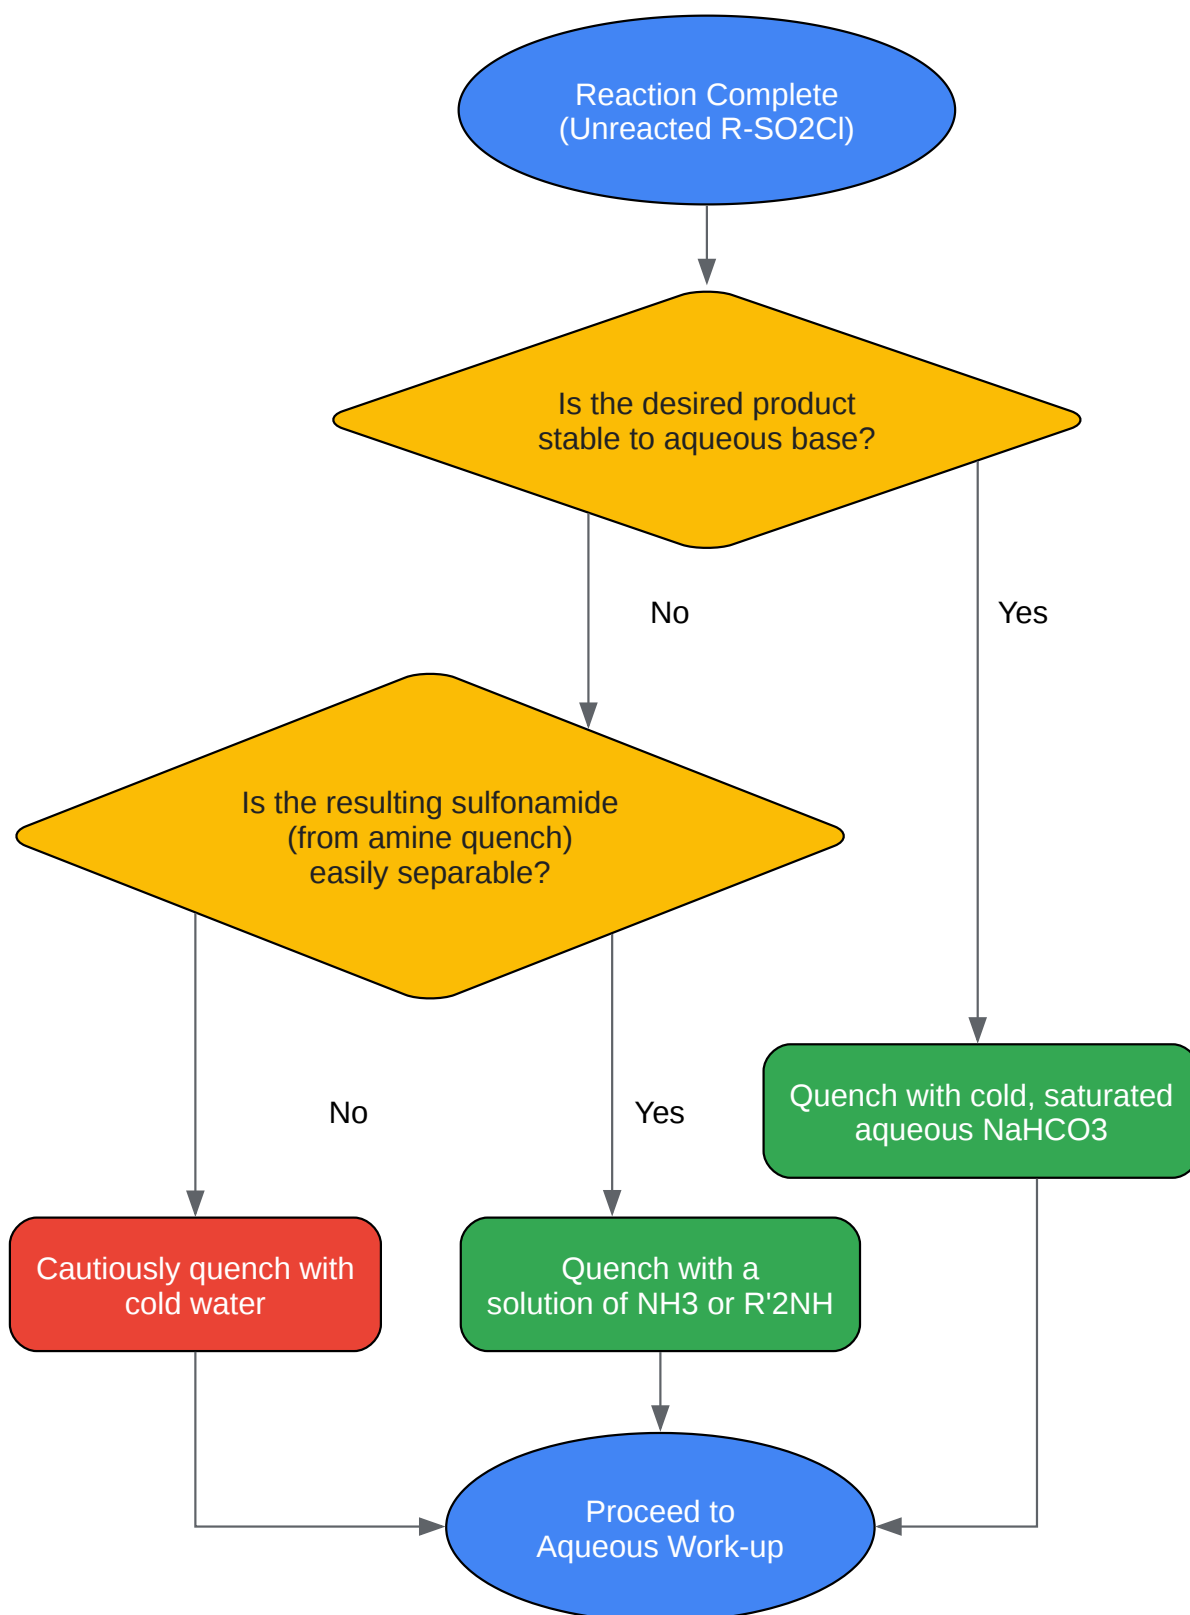 Reaction Complete
(Unreacted R-SO2Cl)
Is the desired product
stable to aqueous base?
No
Yes
Is the resulting sulfonamide
(from amine quench)
easily separable?
No
Yes
Quench with cold, saturated
aqueous NaHCO3
Cautiously quench with
cold water
Quench with a
solution of NH3 or R'2NH
Proceed to
Aqueous Work-up